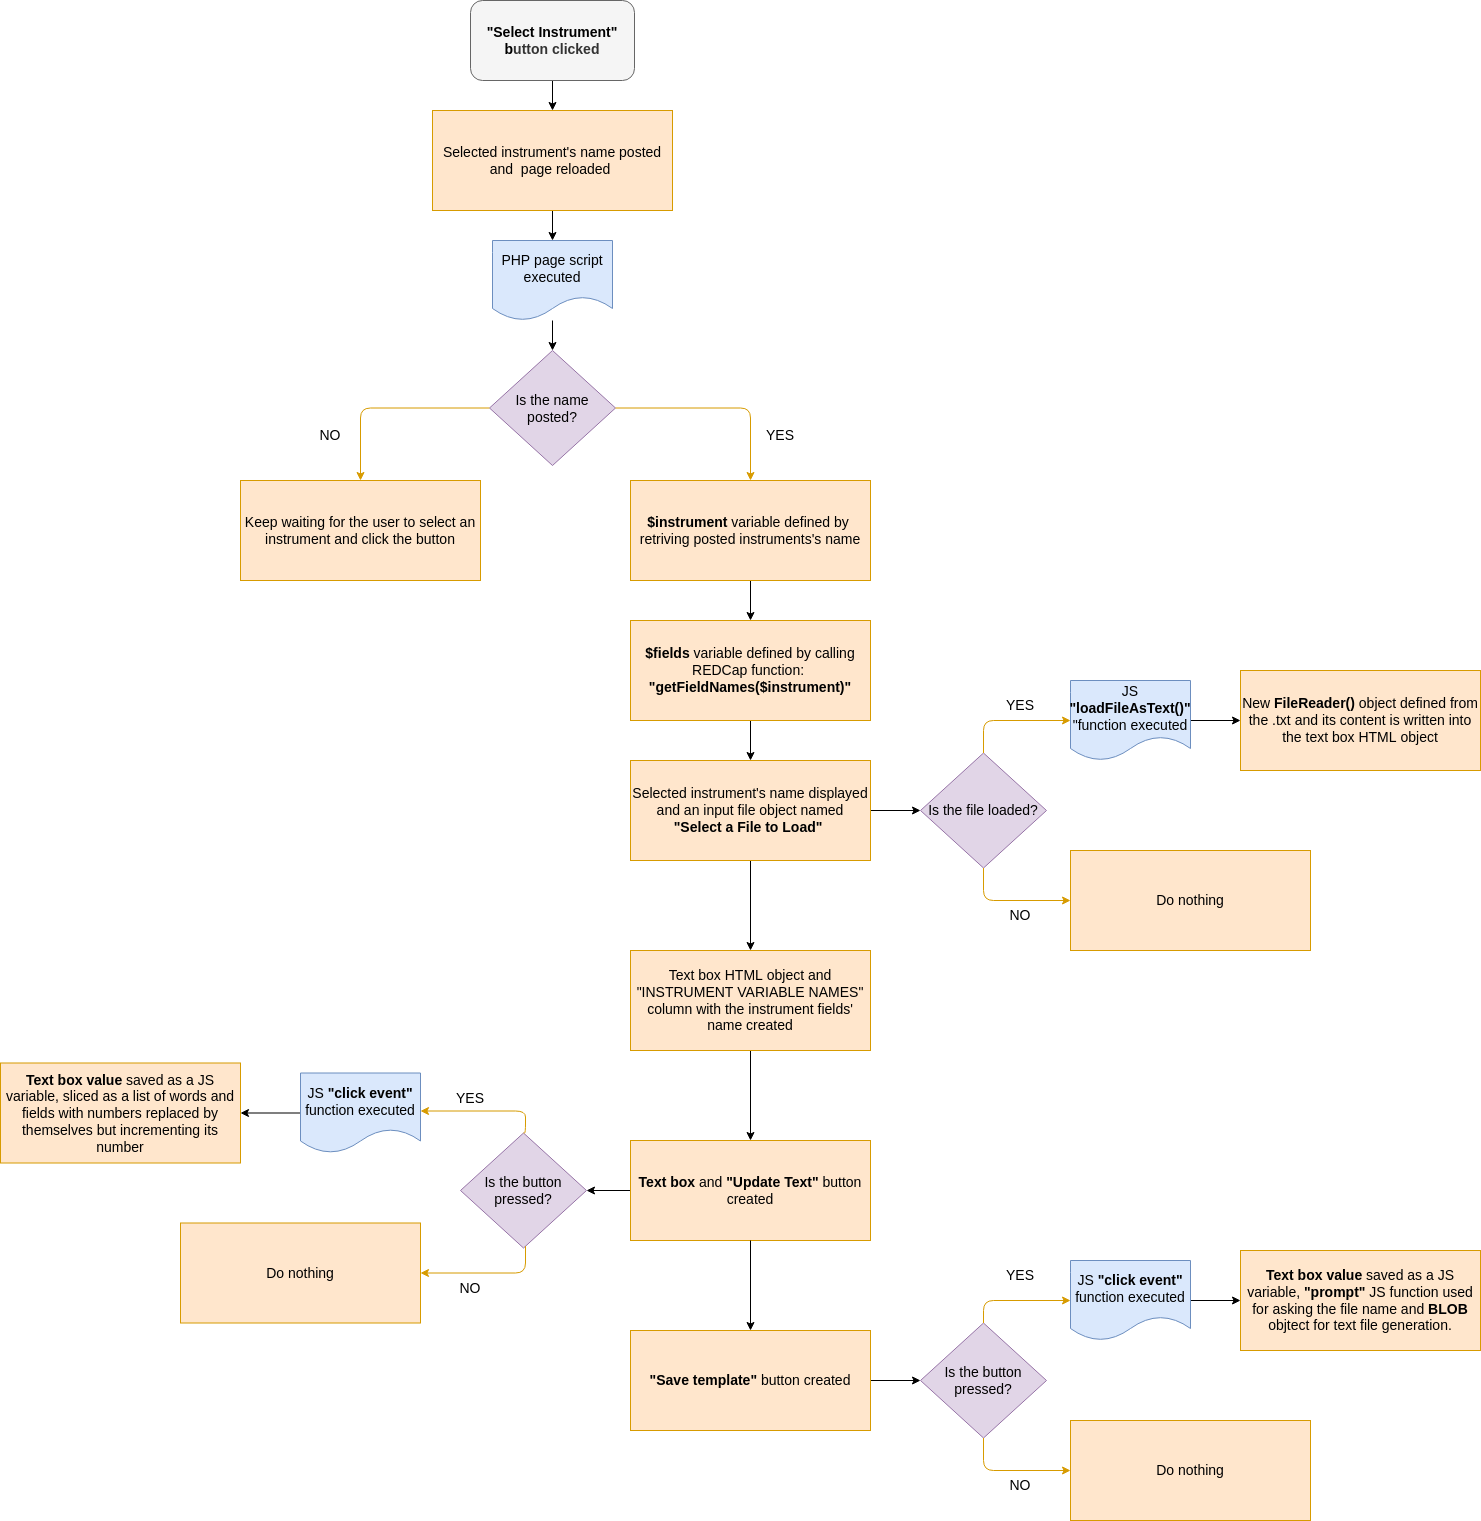 "Select Instrument"
button clicked
Selected instrument's name posted
and page reloaded
PHP page script
executed
Is the name
posted?
NO
YES
Keep waiting for the user to select an
instrument and click the button
$instrument variable defined by
retriving posted instruments's name
$fields variable defined by calling
REDCap function:
"getFieldNames($instrument)"
Selected instrument's name displayed
and an input file object named
"Select a File to Load"
Is the file loaded?
YES
JS
"loadFileAsText()"
"function executed
New FileReader() object defined from
the .txt and its content is written into
the text box HTML object
NO
Do nothing
Text box HTML object and
"INSTRUMENT VARIABLE NAMES"
column with the instrument fields'
name created
Text box and "Update Text" button
created
Is the button
pressed?
YES
JS "click event"
function executed
Text box value saved as a JS
variable, sliced as a list of words and
fields with numbers replaced by
themselves but incrementing its
number
NO
Do nothing
"Save template" button created
Is the button
pressed?
YES
JS "click event"
function executed
Text box value saved as a JS
variable, "prompt" JS function used
for asking the file name and BLOB
objtect for text file generation.
NO
Do nothing